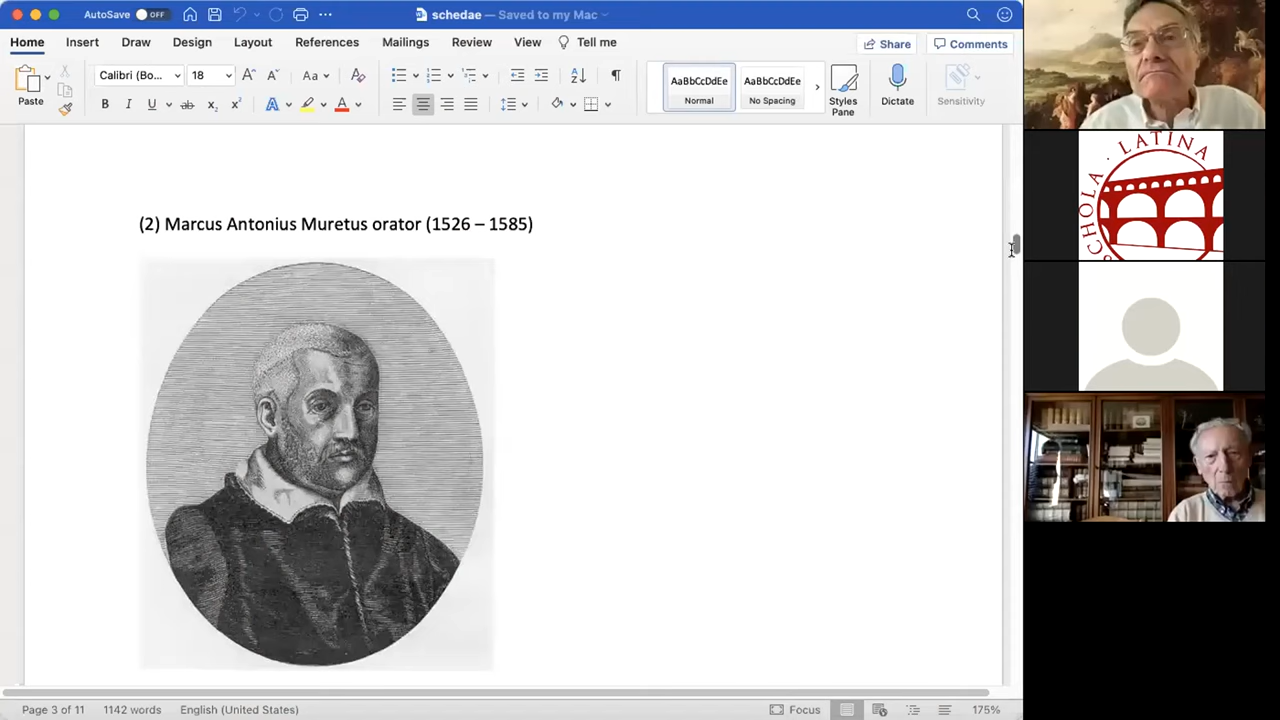 AutoSave OFF
schedae — Saved to my Mac
Home Insert Draw Design Layout References Mailings Review View Tell me
Share Comments
Paste
Calibri (Bo... 18
AaBbCcDdEe
Normal
AaBbCcDdEe
No Spacing
Styles
Pane
Dictate
Sensitivity
(2) Marcus Antonius Muretus orator (1526 – 1585)
Page 3 of 11 1142 words English (United States)
Focus 175%
SCHOLA · LATINA